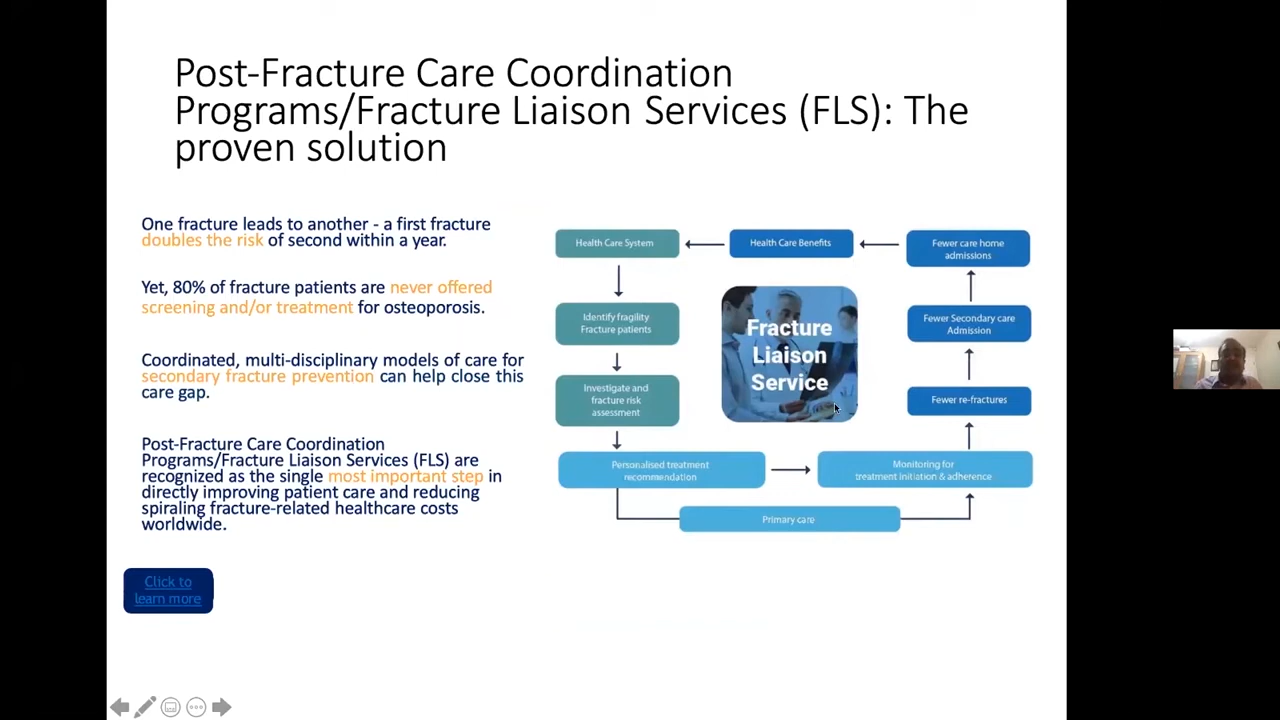 Post-Fracture Care Coordination
Programs/Fracture Liaison Services (FLS): The
proven solution
One fracture leads to another - a first fracture
doubles the risk of second within a year.
Yet, 80% of fracture patients are never offered
screening and/or treatment for osteoporosis.
Coordinated, multi-disciplinary models of care for
secondary fracture prevention can help close this
care gap.
Post-Fracture Care Coordination
Programs/Fracture Liaison Services (FLS) are
recognized as the single most important step in
directly improving patient care and reducing
spiraling fracture-related healthcare costs
worldwide.
Click to
learn more
Health Care System
Health Care Benefits
Fewer care home
admissions
Identify fragility
Fracture patients
Fracture
Liaison
Service
Fewer Secondary care
Admission
Investigate and
fracture risk
assessment
Fewer re-fractures
Personalised treatment
recommendation
Monitoring for
treatment initiation & adherence
Primary care